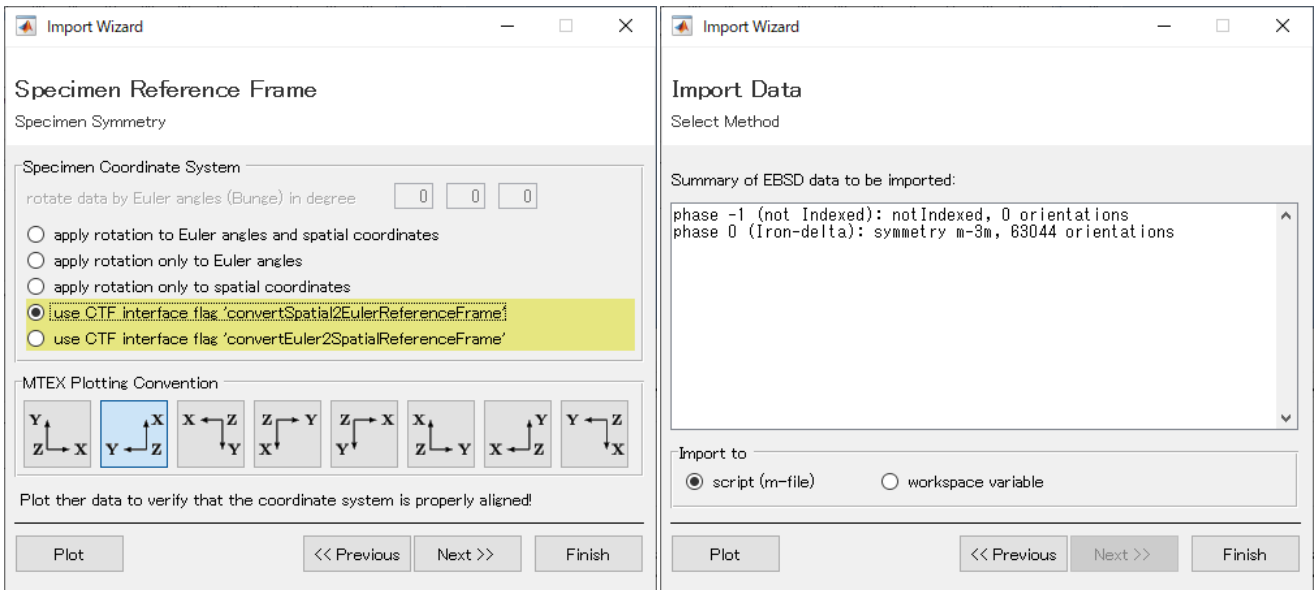 Import Wizard
Specimen Reference Frame
Specimen Symmetry
Specimen Coordinate System
rotate data by Euler angles (Bunge) in degree 0 0 0
apply rotation to Euler angles and spatial coordinates
apply rotation only to Euler angles
apply rotation only to spatial coordinates
use CTF interface flag 'convertSpatial2EulerReferenceFrame'
use CTF interface flag 'convertEuler2SpatialReferenceFrame'
MTEX Plotting Convention
Y X X Z Z Y Z X X Y Y Z
Z X Y Z Y X Y Z Y X Z X
Plot ther data to verify that the coordinate system is properly aligned!
Plot << Previous Next >> Finish
Import Wizard
Import Data
Select Method
Summary of EBSD data to be imported:
phase -1 (not Indexed): notIndexed, 0 orientations
phase 0 (Iron-delta): symmetry m-3m, 63044 orientations
Import to
script (m-file) workspace variable
Plot << Previous Next >> Finish